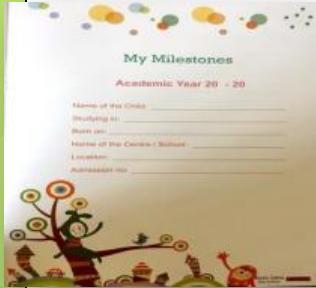 My Milestones
Academic Year 20 - 20
Name of the Child:
Studying in:
Born on:
Name of the Centre / School:
Location:
Admission No: